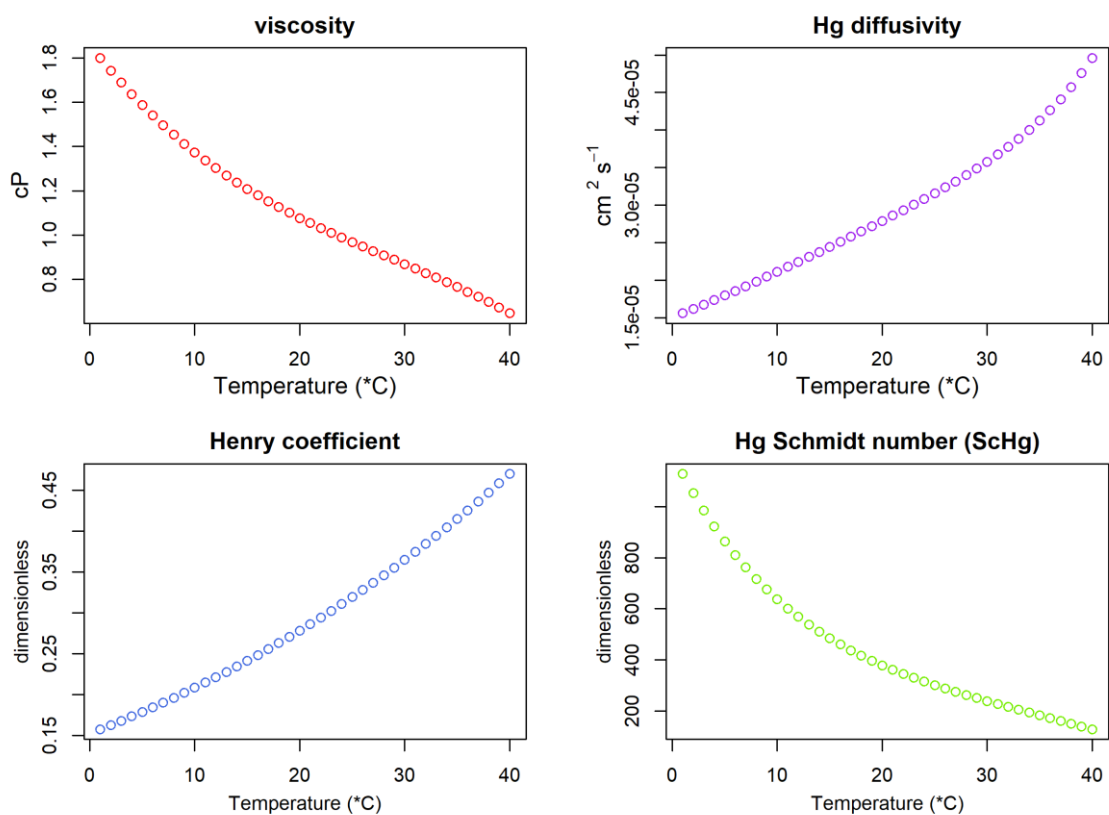 viscosity
cP
1.8
1.6
1.4
1.2
1.0
0.8
0 10 20 30 40
Temperature (*C)
Hg diffusivity
cm 2 s−1
4.5e-05
3.0e-05
1.5e-05
0 10 20 30 40
Temperature (*C)
Henry coefficient
dimensionless
0.45
0.35
0.25
0.15
0 10 20 30 40
Temperature (*C)
Hg Schmidt number (ScHg)
dimensionless
800
600
400
200
0 10 20 30 40
Temperature (*C)